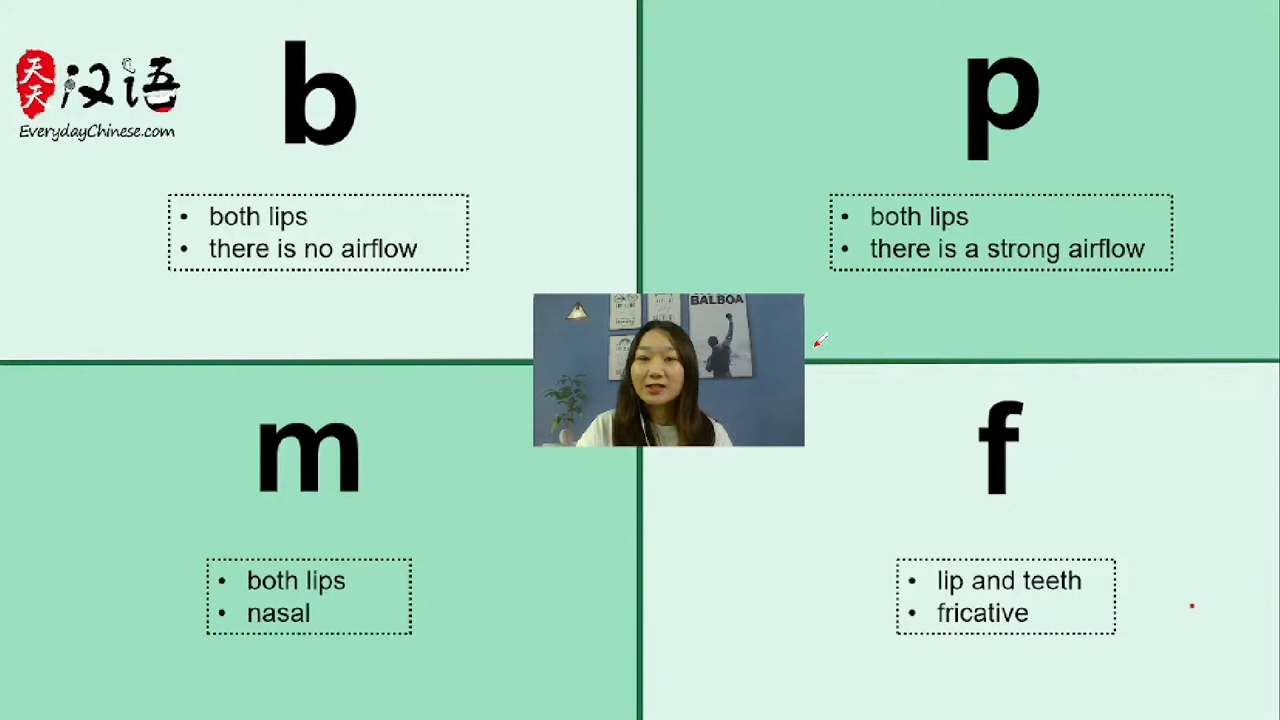 天天
汉语
EverydayChinese.com
b
• both lips
• there is no airflow
p
• both lips
• there is a strong airflow
BALBOA
m
• both lips
• nasal
f
• lip and teeth
• fricative